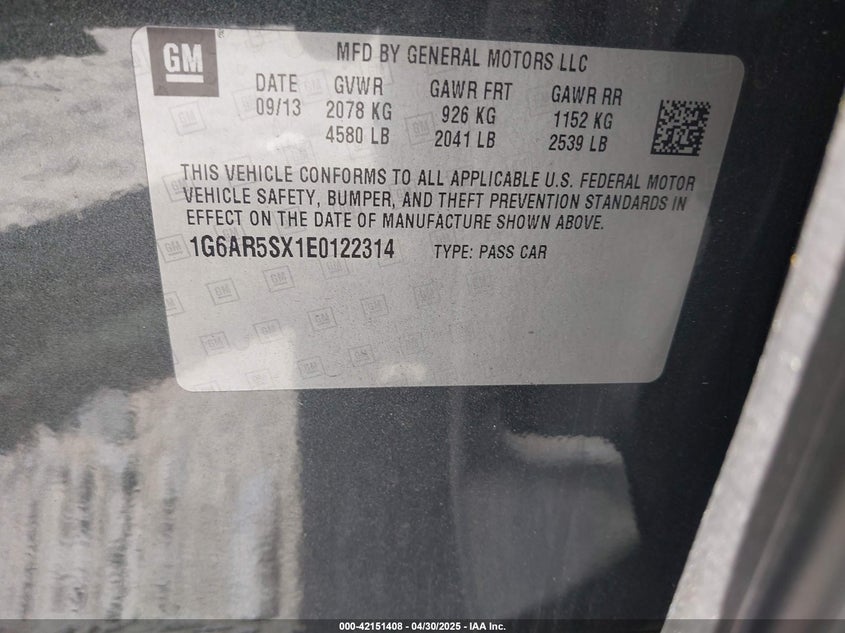 GM
MFD BY GENERAL MOTORS LLC
DATE GVWR GAWR FRT GAWR RR
09/13 2078 KG 926 KG 1152 KG
4580 LB 2041 LB 2539 LB
THIS VEHICLE CONFORMS TO ALL APPLICABLE U.S. FEDERAL MOTOR
VEHICLE SAFETY, BUMPER, AND THEFT PREVENTION STANDARDS IN
EFFECT ON THE DATE OF MANUFACTURE SHOWN ABOVE.
1G6AR5SX1E0122314 TYPE: PASS CAR
000-42151408 - 04/30/2025 - IAA Inc.